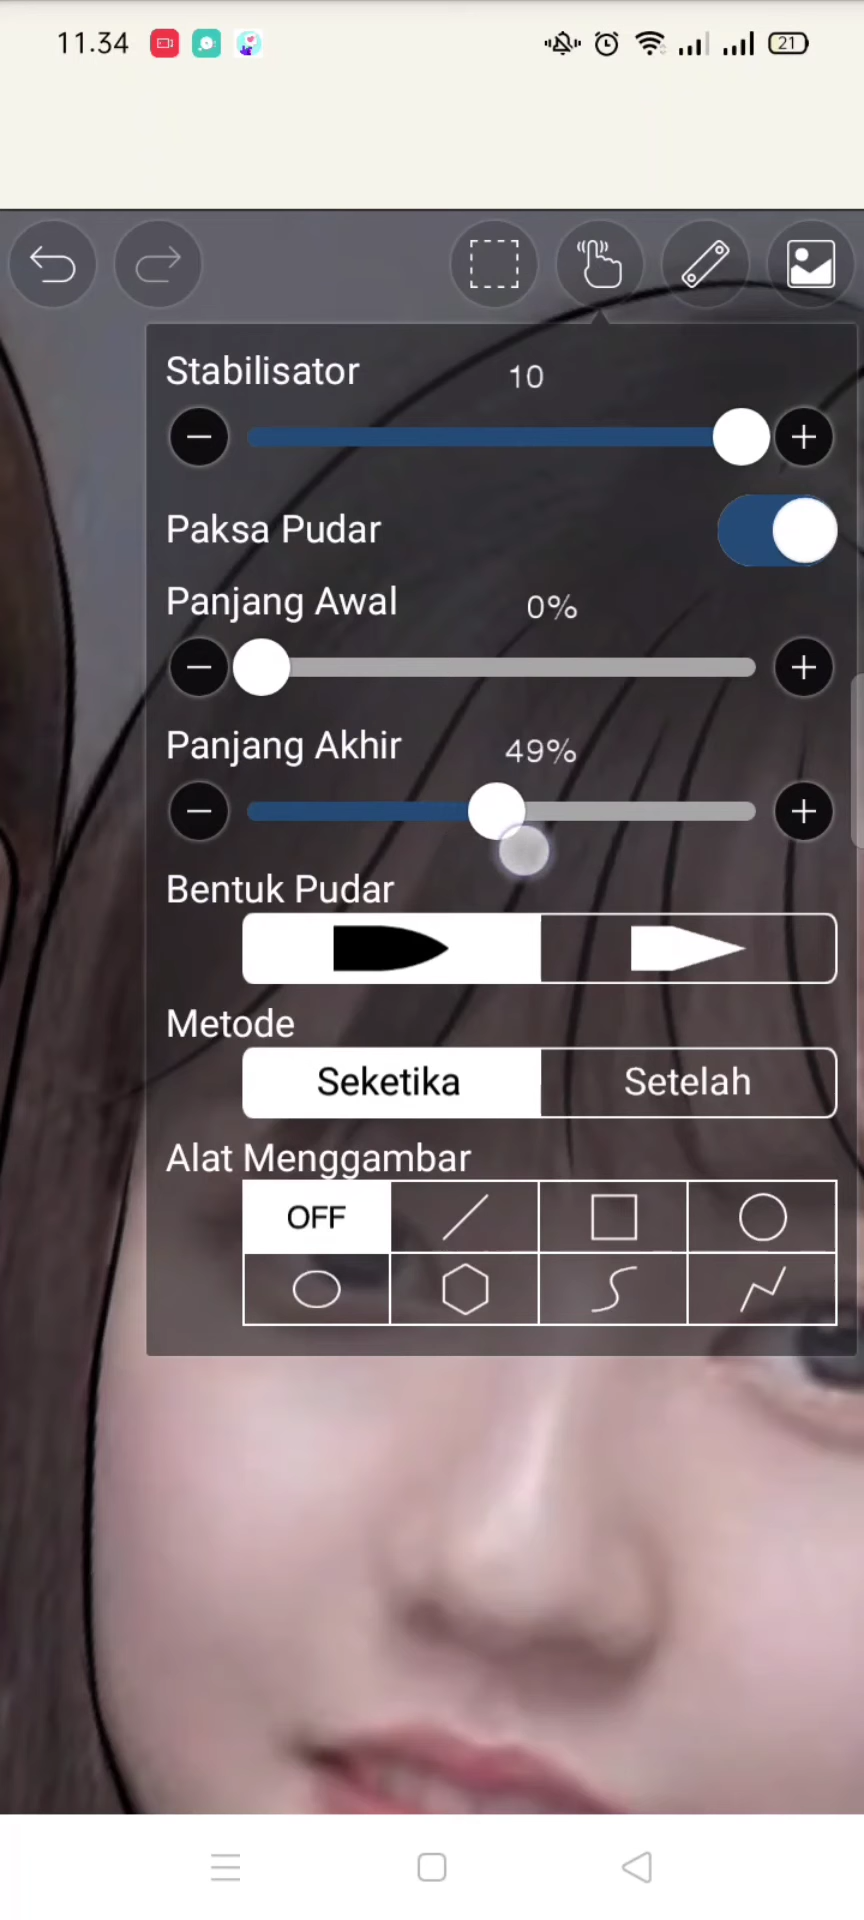 11.34
21
Stabilisator 10
Paksa Pudar
Panjang Awal 0%
Panjang Akhir 49%
Bentuk Pudar
Metode
Seketika Setelah
Alat Menggambar
OFF